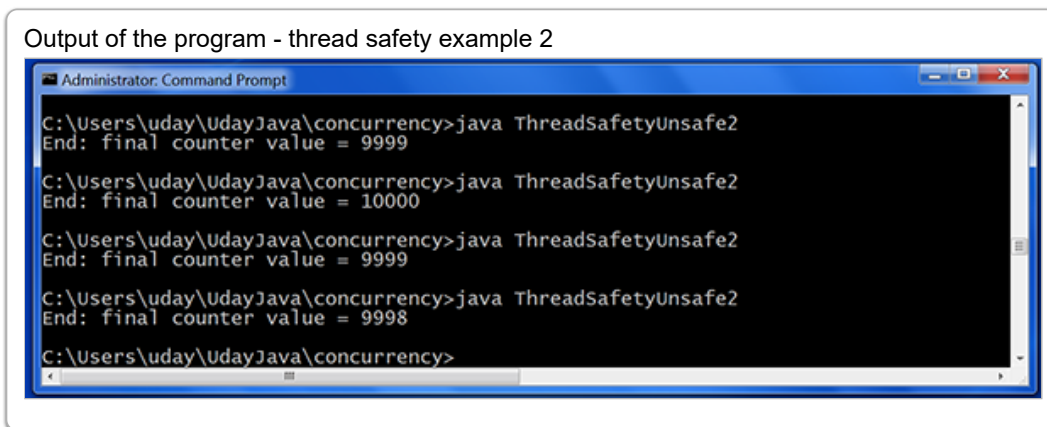 Output of the program - thread safety example 2
Administrator: Command Prompt
C:\Users\uday\UdayJava\concurrency>java ThreadSafetyUnsafe2
End: final counter value = 9999
C:\Users\uday\UdayJava\concurrency>java ThreadSafetyUnsafe2
End: final counter value = 10000
C:\Users\uday\UdayJava\concurrency>java ThreadSafetyUnsafe2
End: final counter value = 9999
C:\Users\uday\UdayJava\concurrency>java ThreadSafetyUnsafe2
End: final counter value = 9998
C:\Users\uday\UdayJava\concurrency>